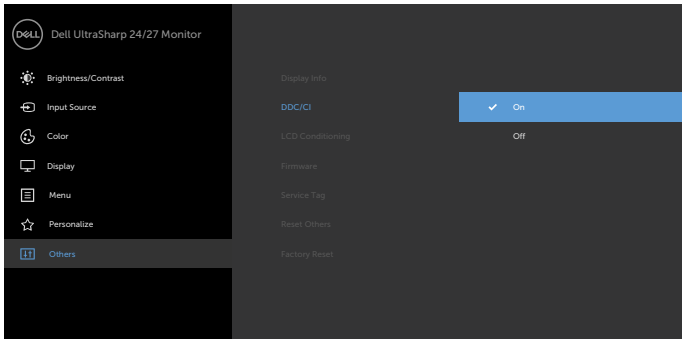 DELL
Dell UltraSharp 24/27 Monitor
Brightness/Contrast
Input Source
Color
Display
Menu
Personalize
Others
Display Info
DDC/CI
LCD Conditioning
Firmware
Service Tag
Reset Others
Factory Reset
On
Off